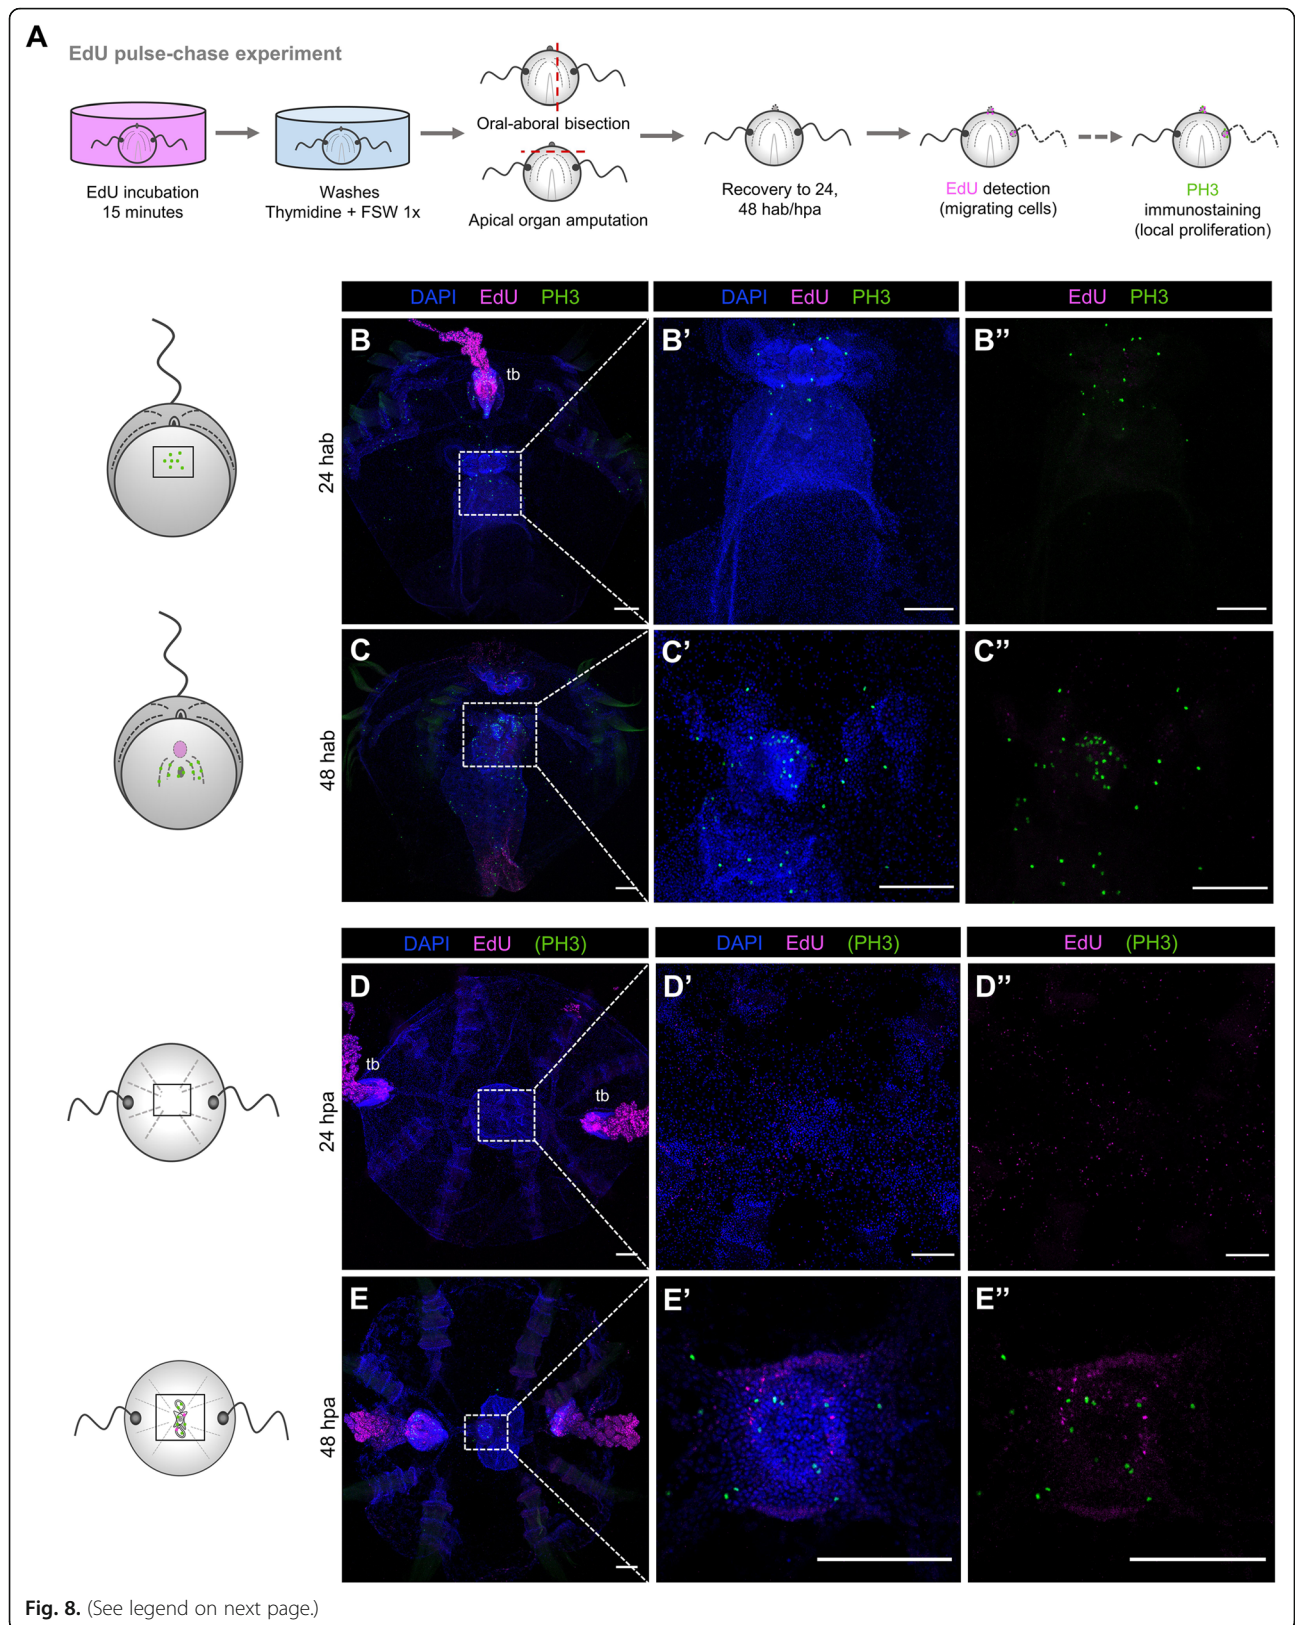 A
EdU pulse-chase experiment
EdU incubation
15 minutes
Washes
Thymidine + FSW 1x
Oral-aboral bisection
Apical organ amputation
Recovery to 24,
48 hab/hpa
EdU detection
(migrating cells)
PH3
immunostaining
(local proliferation)
DAPI EdU PH3
DAPI EdU PH3
EdU PH3
24 hab
B
tb
B'
B"
48 hab
C
C'
C"
DAPI EdU (PH3)
DAPI EdU (PH3)
EdU (PH3)
24 hpa
D
tb
tb
D'
D"
48 hpa
E
E'
E"
Fig. 8. (See legend on next page.)